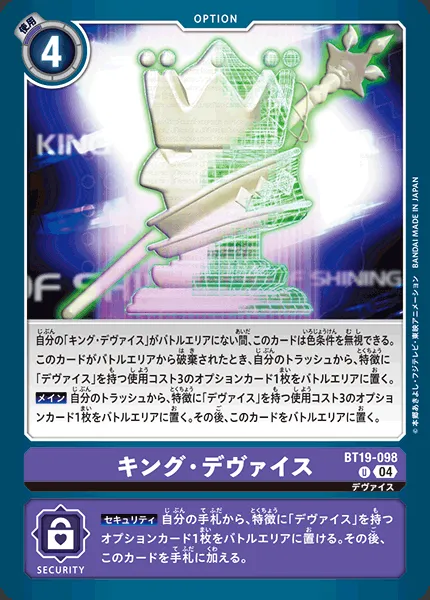 OPTION
使用
4
KING
OF SHINING
OF SHINING
自分の「キング・デヴァイス」がバトルエリアにない間、このカードは色条件を無視できる。
このカードがバトルエリアから破棄されたとき、自分のトラッシュから、特徴に
「デヴァイス」を持つ使用コスト3のオプションカード1枚をバトルエリアに置く。
メイン 自分のトラッシュから、特徴に「デヴァイス」を持つ使用コスト3のオプショ
ンカード1枚をバトルエリアに置く。その後、このカードをバトルエリアに置く。
©本郷あきよし・フジテレビ・東映アニメーション BANDAI MADE IN JAPAN
キング・デヴァイス
BT19-098
U 04
デヴァイス
セキュリティ 自分の手札から、特徴に「デヴァイス」を持つ
オプションカード1枚をバトルエリアに置ける。その後、
このカードを手札に加える。
SECURITY